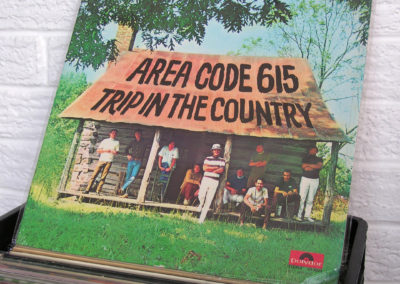 AREA CODE 615
TRIP IN THE COUNTRY
polydor